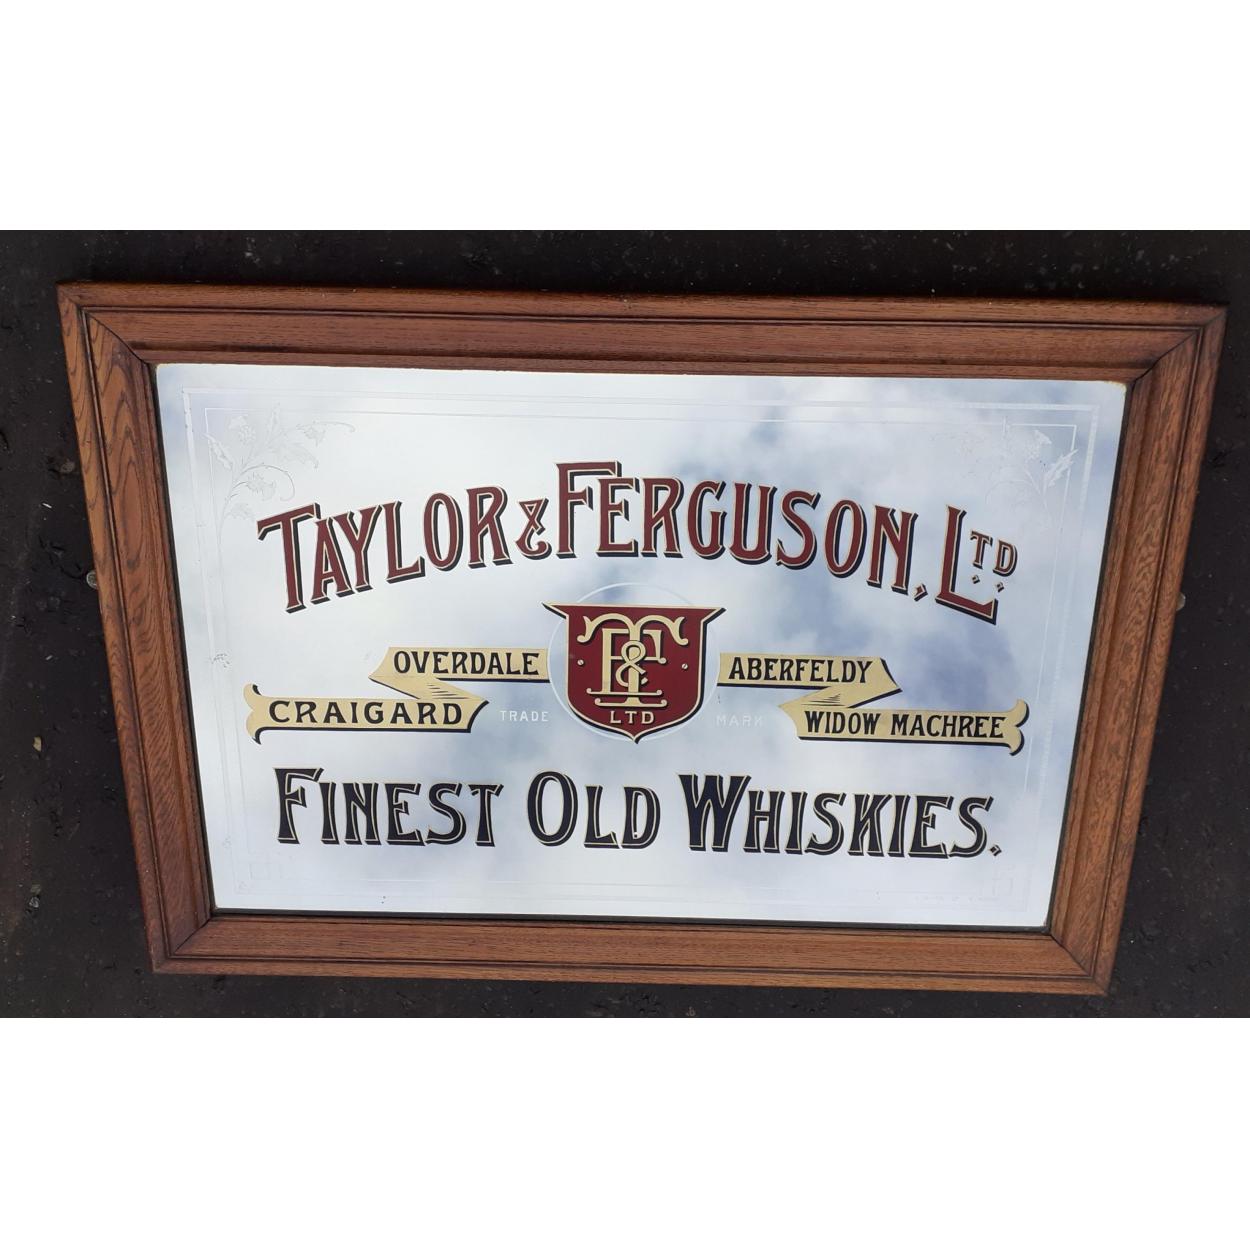 TAYLOR & FERGUSON, LTD.
OVERDALE
T&F
ABERFELDY
CRAIGARD
TRADE
LTD
MARK
WIDOW MACHREE
FINEST OLD WHISKIES.